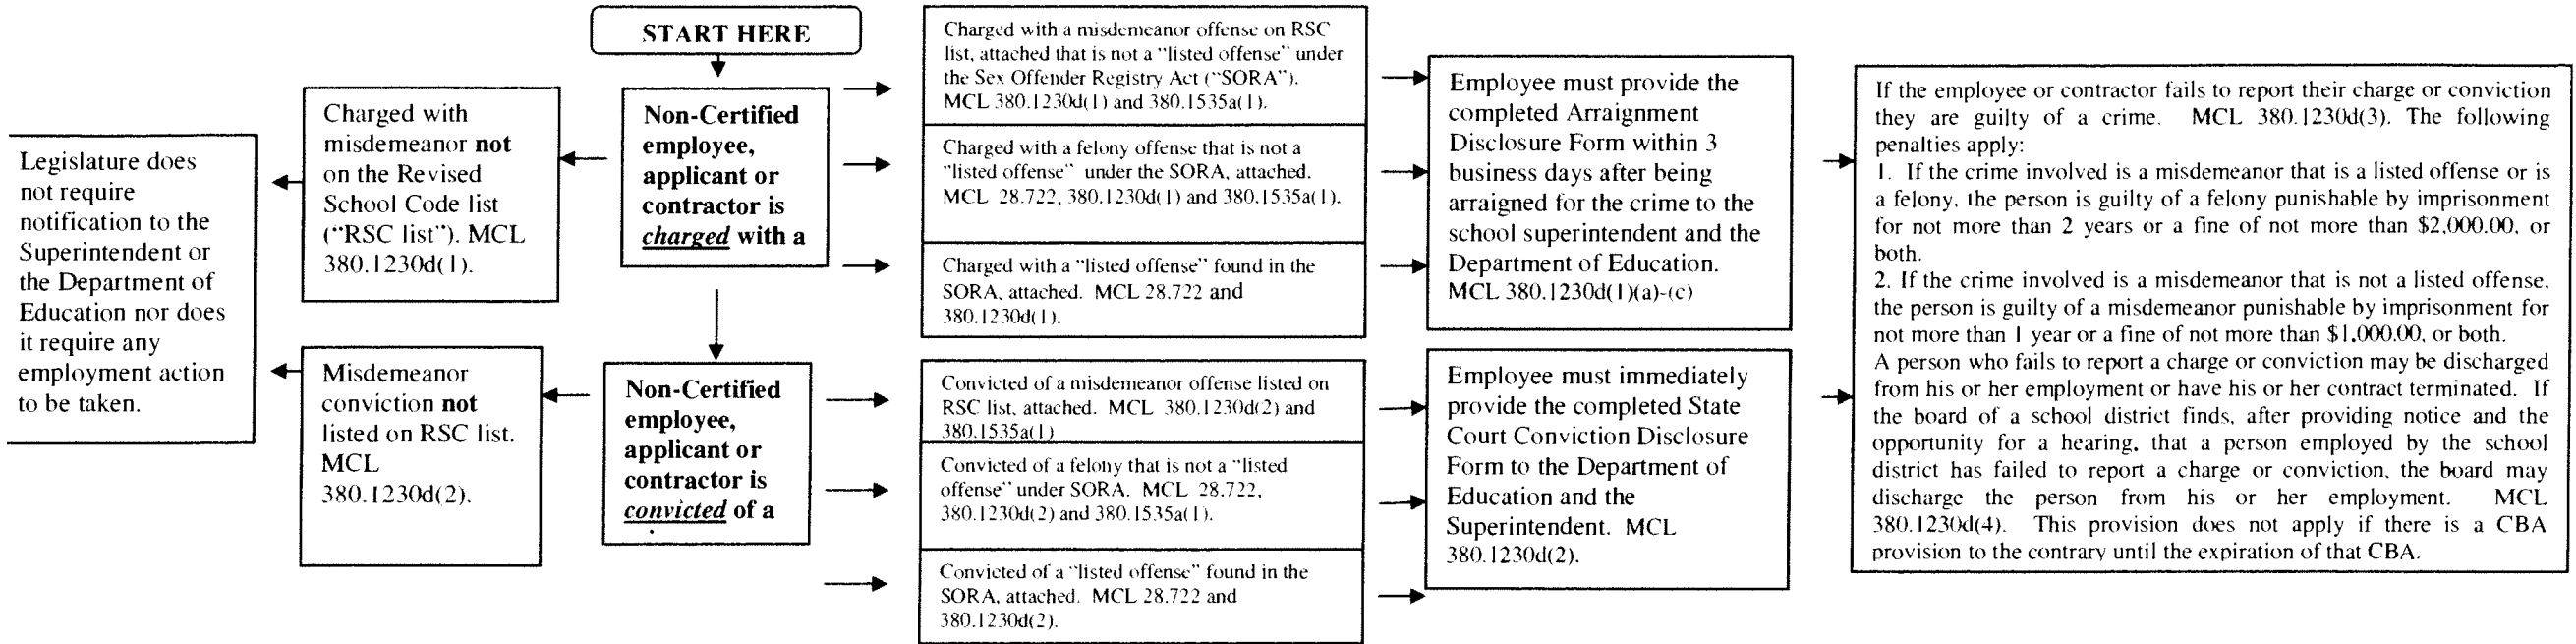 START HERE
Legislature does
not require
notification to the
Superintendent or
the Department of
Education nor does
it require any
employment action
to be taken.
Charged with
misdemeanor not
on the Revised
School Code list
("RSC list"). MCL
380.1230d(1).
Misdemeanor
conviction not
listed on RSC list.
MCL
380.1230d(2).
Non-Certified
employee,
applicant or
contractor is
charged with a
Non-Certified
employee,
applicant or
contractor is
convicted of a
Charged with a misdemeanor offense on RSC
list, attached that is not a "listed offense" under
the Sex Offender Registry Act ("SORA").
MCL 380.1230d(1) and 380.1535a(1).
Charged with a felony offense that is not a
"listed offense" under the SORA, attached.
MCL 28.722, 380.1230d(1) and 380.1535a(1).
Charged with a "listed offense" found in the
SORA, attached. MCL 28.722 and
380.1230d(1).
Convicted of a misdemeanor offense listed on
RSC list, attached. MCL 380.1230d(2) and
380.1535a(1)
Convicted of a felony that is not a "listed
offense" under SORA. MCL 28.722,
380.1230d(2) and 380.1535a(1).
Convicted of a "listed offense" found in the
SORA, attached. MCL 28.722 and
380.1230d(2).
Employee must provide the
completed Arraignment
Disclosure Form within 3
business days after being
arraigned for the crime to the
school superintendent and the
Department of Education.
MCL 380.1230d(1)(a)-(c)
Employee must immediately
provide the completed State
Court Conviction Disclosure
Form to the Department of
Education and the
Superintendent. MCL
380.1230d(2).
If the employee or contractor fails to report their charge or conviction
they are guilty of a crime. MCL 380.1230d(3). The following
penalties apply:
1. If the crime involved is a misdemeanor that is a listed offense or is
a felony, the person is guilty of a felony punishable by imprisonment
for not more than 2 years or a fine of not more than $2,000.00, or
both.
2. If the crime involved is a misdemeanor that is not a listed offense,
the person is guilty of a misdemeanor punishable by imprisonment for
not more than 1 year or a fine of not more than $1,000.00, or both.
A person who fails to report a charge or conviction may be discharged
from his or her employment or have his or her contract terminated. If
the board of a school district finds, after providing notice and the
opportunity for a hearing, that a person employed by the school
district has failed to report a charge or conviction, the board may
discharge the person from his or her employment. MCL
380.1230d(4). This provision does not apply if there is a CBA
provision to the contrary until the expiration of that CBA.